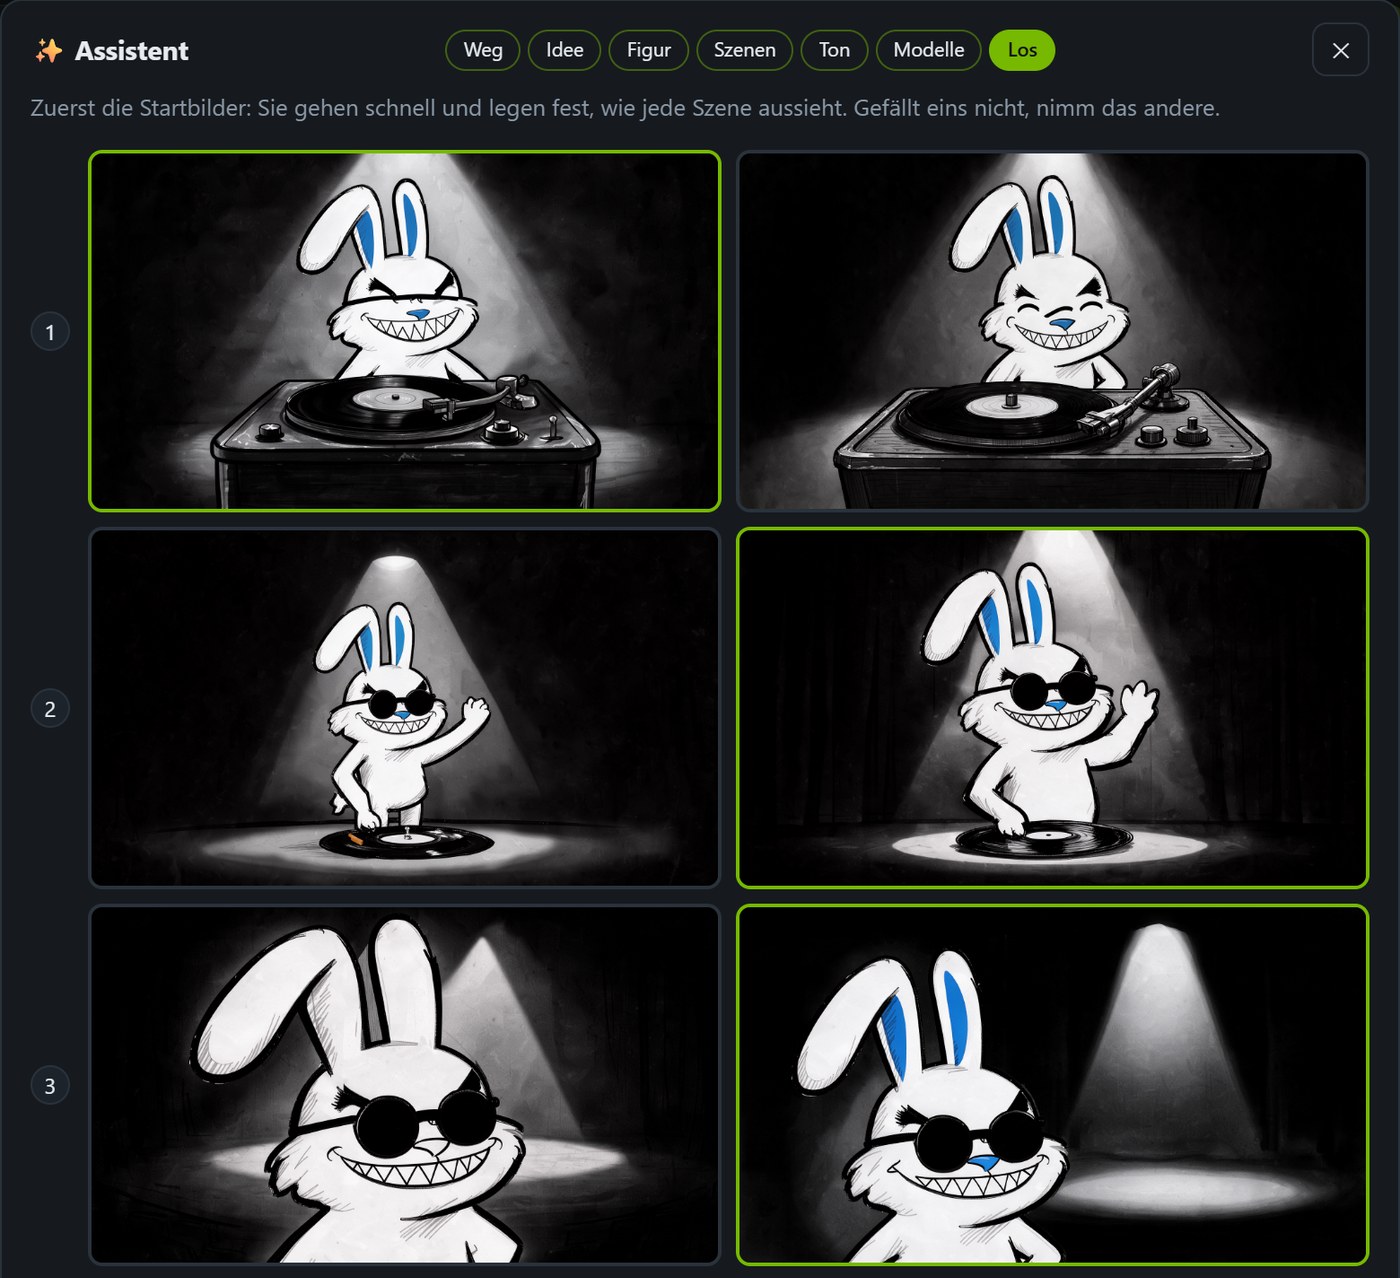 Assistent
Weg Idee Figur Szenen Ton Modelle Los
Zuerst die Startbilder: Sie gehen schnell und legen fest, wie jede Szene aussieht. Gefällt eins nicht, nimm das andere.
1
2
3